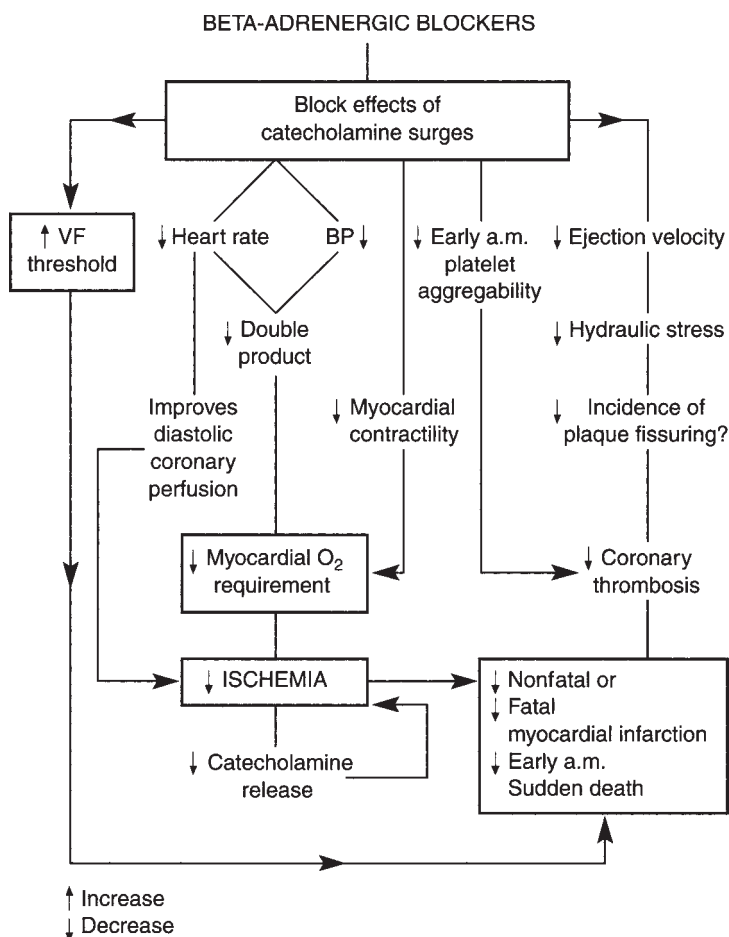 BETA-ADRENERGIC BLOCKERS
Block effects of
catecholamine surges
↑ VF
threshold
↓ Heart rate
BP ↓
↓ Early a.m.
platelet
aggregability
↓ Ejection velocity
↓ Double
product
↓ Hydraulic stress
Improves
diastolic
coronary
perfusion
↓ Myocardial
contractility
↓ Incidence of
plaque fissuring?
↓ Myocardial O₂
requirement
↓ Coronary
thrombosis
↓ ISCHEMIA
↓ Nonfatal or
↓ Fatal
myocardial infarction
↓ Early a.m.
Sudden death
↓ Catecholamine
release
↑ Increase
↓ Decrease